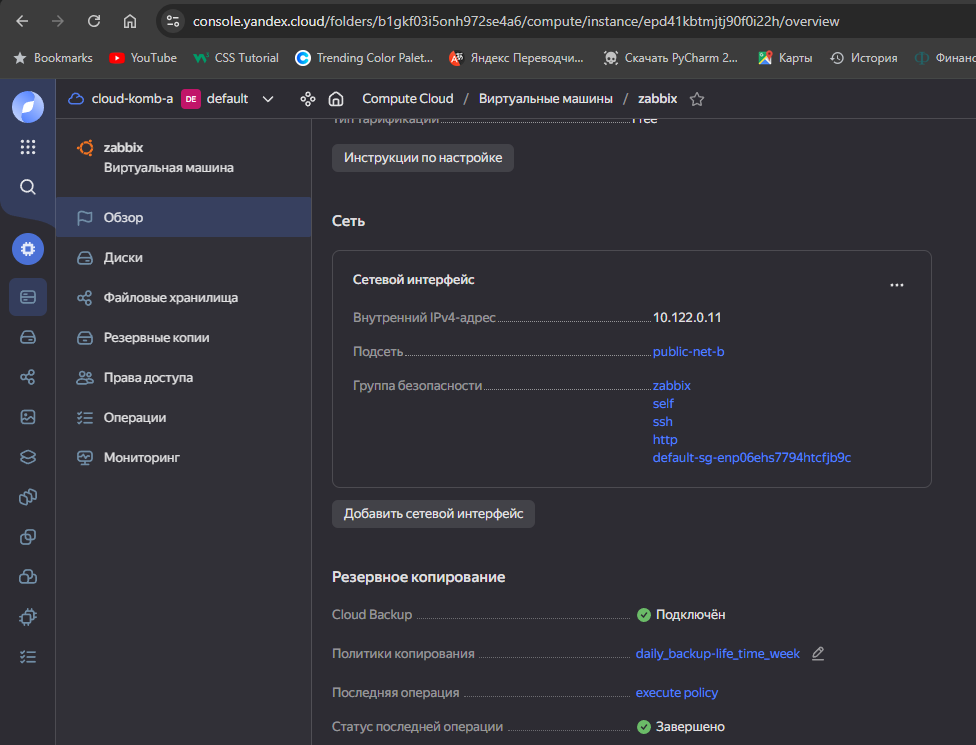 console.yandex.cloud/folders/b1gkf03i5onh972se4a6/compute/instance/epd41kbtmjtj90f0i22h/overview
Bookmarks YouTube CSS Tutorial Trending Color Palet... Яндекс Переводчи... Скачать PyCharm 2... Карты История Финанс
cloud-komb-a DE default Compute Cloud / Виртуальные машины / zabbix
zabbix
Виртуальная машина
Обзор
Диски
Файловые хранилища
Резервные копии
Права доступа
Операции
Мониторинг
Тип тарификации Free
Инструкции по настройке
Сеть
Сетевой интерфейс
Внутренний IPv4-адрес 10.122.0.11
Подсеть public-net-b
Группа безопасности zabbix
self
ssh
http
default-sg-enp06ehs7794htcfjb9c
Добавить сетевой интерфейс
Резервное копирование
Cloud Backup Подключён
Политики копирования daily_backup-life_time_week
Последняя операция execute policy
Статус последней операции Завершено